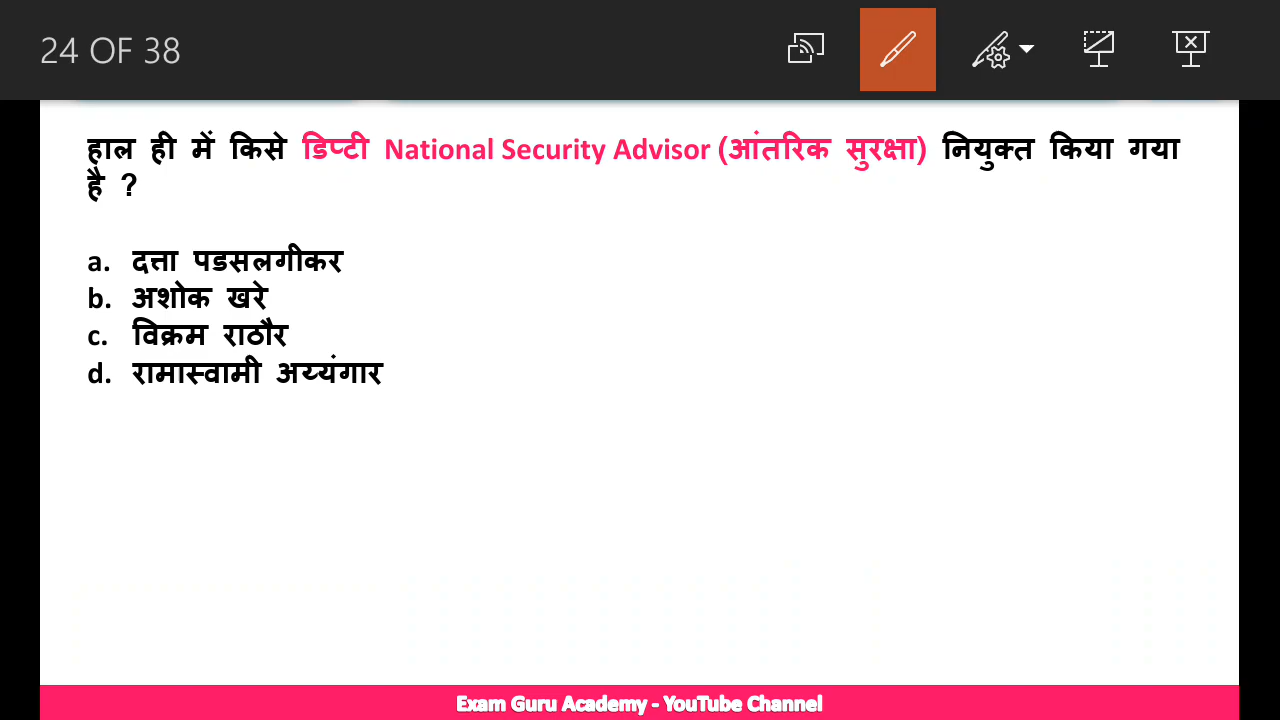 24 OF 38
हाल ही में किसे डिप्टी National Security Advisor (आंतरिक सुरक्षा) नियुक्त किया गया
है ?
a. दत्ता पडसलगीकर
b. अशोक खरे
c. विक्रम राठौर
d. रामास्वामी अय्यंगार
Exam Guru Academy - YouTube Channel